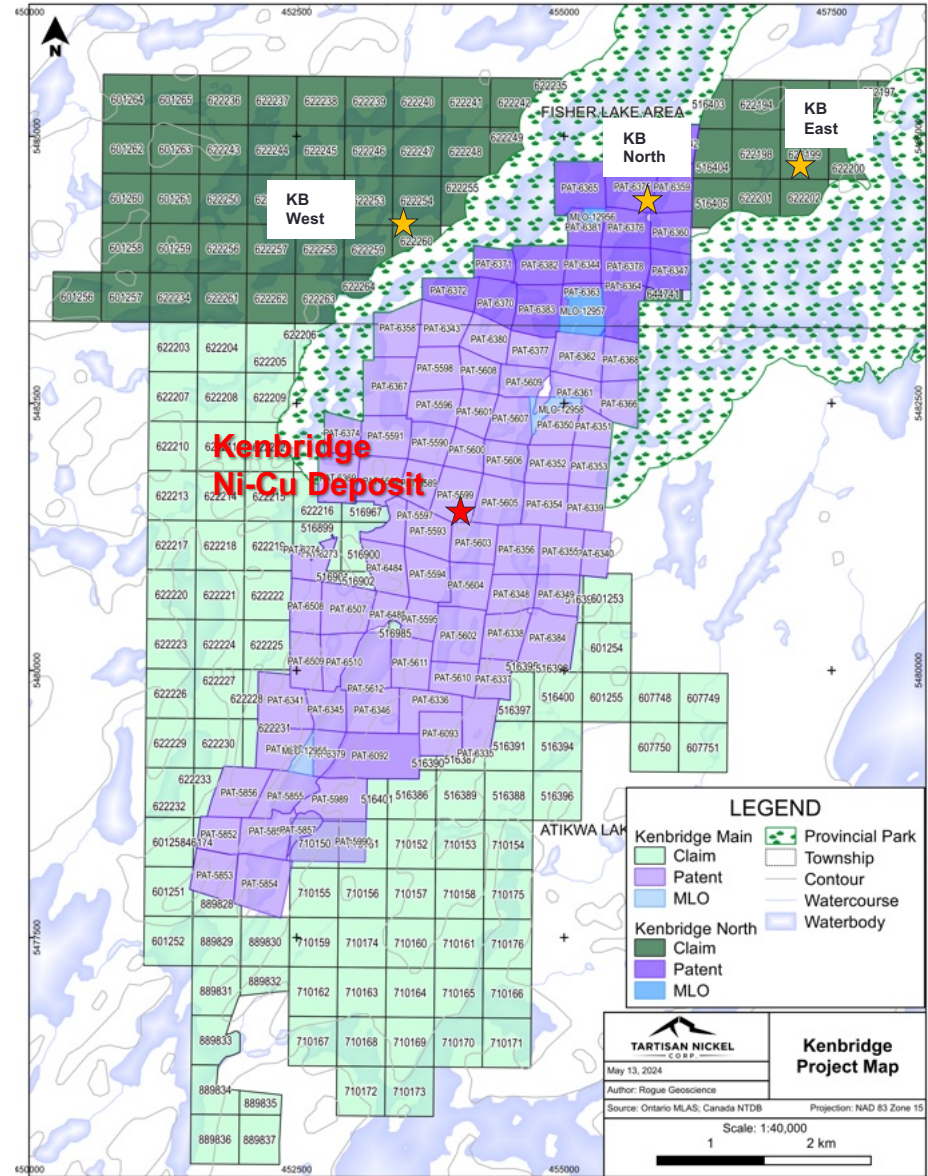 450000
452500
455000
457500
N
622235
601264 601265 622236 622237 622238 622239 622240 622241 622242
FISHER LAKE AREA
516403 622194
KB
East
5485000
5485000
601262 601263 622243 622244 622245 622246 622247 622248 622249
KB
North
516404 622198 622200
622255
PAT-6365 PAT-6359
601260 601261 622250 622254
516405 622201 622202
KB
West
MLO-12956
PAT-6381 PAT-6376 PAT-6360
601258 601259 622256 622257 622258 622259 622260
PAT-6371 PAT-6382 PAT-6344 PAT-6378 PAT-6347
622264
601256 601257 622234 622261 622262 622263
PAT-6372 PAT-6370 PAT-6383 PAT-6363 PAT-6364 644741
MLO-12957
622203 622204 622205 622206
PAT-6358 PAT-6343 PAT-6380 PAT-6377 PAT-6362 PAT-6368
622207 622208 622209
PAT-6367 PAT-5598 PAT-5608 PAT-5609 PAT-6361 PAT-6366
5482500
5482500
PAT-5596 PAT-5601 PAT-5607 MLO-12958
PAT-6350 PAT-6351
622210
PAT-6374 PAT-5591 PAT-5590 PAT-5600 PAT-5606 PAT-6352 PAT-6353
Kenbridge
Ni-Cu Deposit
622213
622216 516967 PAT-5597 PAT-5599 PAT-5605 PAT-6354 PAT-6339
516899 PAT-5593
622217 622218 516900 PAT-5603 PAT-6356 PAT-6355 PAT-6340
516902 PAT-6484 PAT-5594 PAT-5604
622220 622221 622222
PAT-6508 PAT-6507 PAT-5595 PAT-6348 PAT-6349 601253
516985 PAT-5602 PAT-6338 PAT-6384
622223 622224 622225 601254
PAT-6509 PAT-6510 PAT-5611
5480000
5480000
PAT-5610 PAT-6337
622226 622227 622228
PAT-5612
PAT-6341 PAT-6345 PAT-6346 PAT-6336 516397 516400 601255 607748 607749
622229 622230 622231
PAT-6092 PAT-6093 PAT-6335 516391 516394 607750 607751
516390
622232 622233
PAT-5856 PAT-5855 PAT-5989 516401 516386 516389 516388 516396
ATIKWA LAK
PAT-5852 PAT-5857 710150 710152 710153 710154
601251 PAT-5853 PAT-5854 710155 710156 710157 710158 710175
889828
601252 889829 889830 710159 710174 710160 710161 710176
5477500
5477500
889831 889832 710162 710163 710164 710165 710166
889833 710167 710168 710169 710170 710171
889834 889835 710172 710173
889836 889837
LEGEND
Kenbridge Main
Claim
Patent
MLO
Kenbridge North
Claim
Patent
MLO
Provincial Park
Township
Contour
Watercourse
Waterbody
TARTISAN NICKEL
CORP.
Kenbridge
Project Map
May 13, 2024
Author: Rogue Geoscience
Source: Ontario MLAS; Canada NTDB
Projection: NAD 83 Zone 15
Scale: 1:40,000
1 2 km
450000
452500
455000